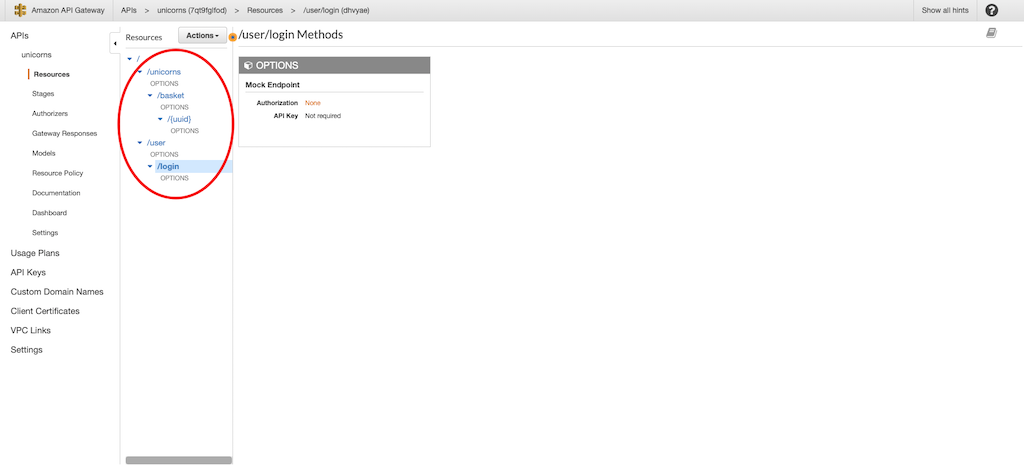 Amazon API Gateway APIs > unicorns (7qt9fglfod) > Resources > /user/login (dhvyae) Show all hints ?
APIs
unicorns
Resources
Stages
Authorizers
Gateway Responses
Models
Resource Policy
Documentation
Dashboard
Settings
Usage Plans
API Keys
Custom Domain Names
Client Certificates
VPC Links
Settings
Resources Actions
/
/unicorns
OPTIONS
/basket
OPTIONS
/{uuid}
OPTIONS
/user
OPTIONS
/login
OPTIONS
/user/login Methods
OPTIONS
Mock Endpoint
Authorization None
API Key Not required